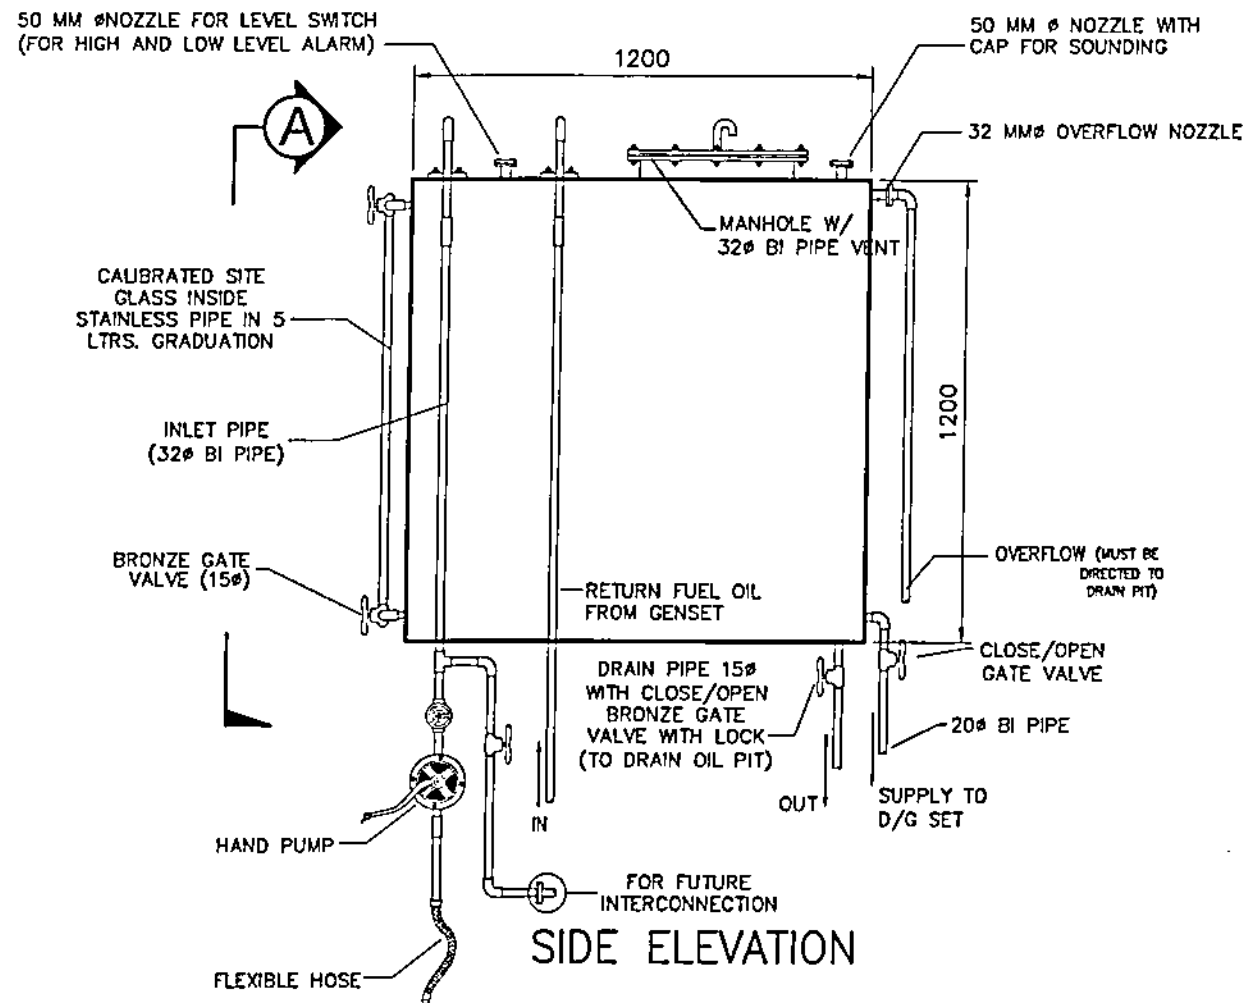 50 MM øNOZZLE FOR LEVEL SWITCH
(FOR HIGH AND LOW LEVEL ALARM)
1200
50 MM ø NOZZLE WITH
CAP FOR SOUNDING
A
32 MMø OVERFLOW NOZZLE
MANHOLE W/
32ø BI PIPE VENT
CALIBRATED SITE
GLASS INSIDE
STAINLESS PIPE IN 5
LTRS. GRADUATION
1200
INLET PIPE
(32ø BI PIPE)
BRONZE GATE
VALVE (15ø)
RETURN FUEL OIL
FROM GENSET
OVERFLOW (MUST BE
DIRECTED TO
DRAIN PIT)
CLOSE/OPEN
GATE VALVE
DRAIN PIPE 15ø
WITH CLOSE/OPEN
BRONZE GATE
VALVE WITH LOCK
(TO DRAIN OIL PIT)
20ø BI PIPE
OUT
SUPPLY TO
D/G SET
IN
HAND PUMP
FOR FUTURE
INTERCONNECTION
SIDE ELEVATION
FLEXIBLE HOSE